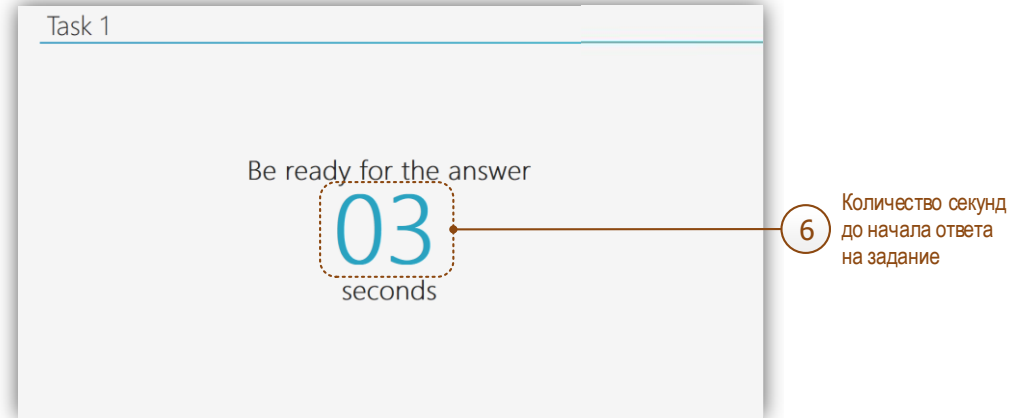 Task 1
Be ready for the answer
03
seconds
6
Количество секунд
до начала ответа
на задание